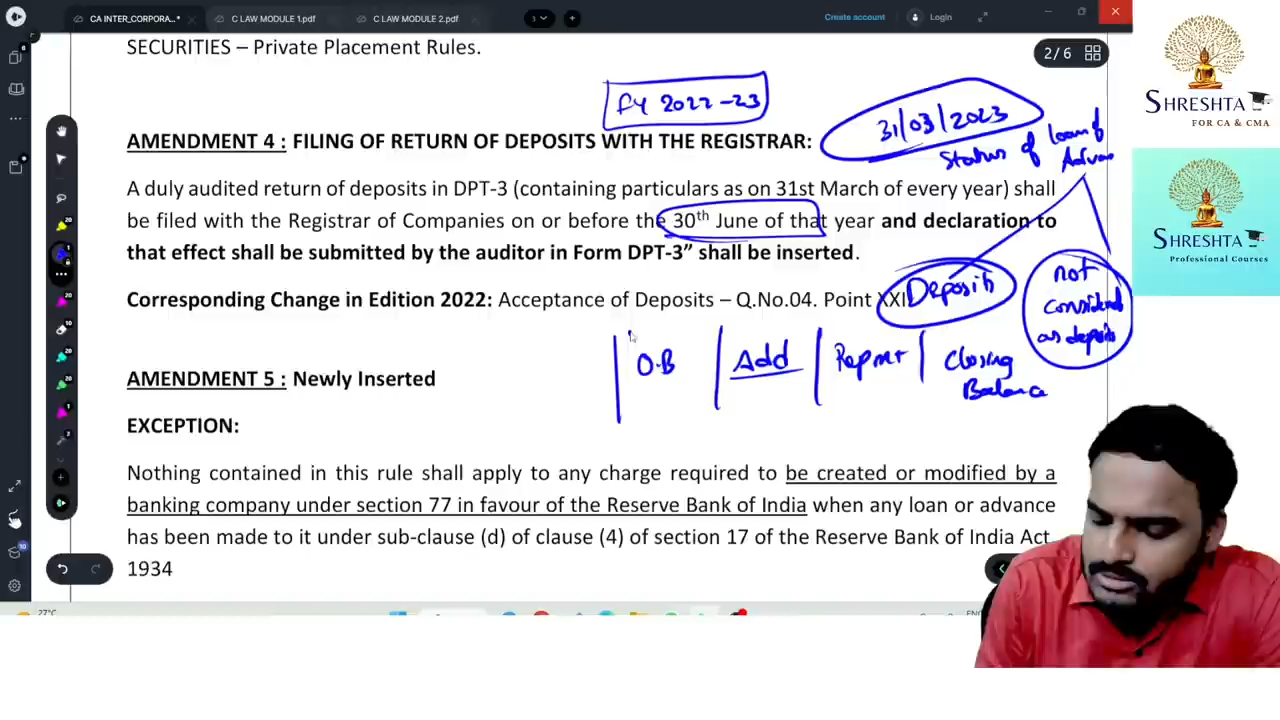 CA INTER_CORPORA...*
C LAW MODULE 1.pdf
C LAW MODULE 2.pdf
3
Create account
Login
SECURITIES – Private Placement Rules.
2/6
FY 2022-23
31/03/2023
Status of loan &
AMENDMENT 4 : FILING OF RETURN OF DEPOSITS WITH THE REGISTRAR:
A duly audited return of deposits in DPT-3 (containing particulars as on 31st March of every year) shall
be filed with the Registrar of Companies on or before the 30th June of that year and declaration to
that effect shall be submitted by the auditor in Form DPT-3” shall be inserted.
Corresponding Change in Edition 2022: Acceptance of Deposits – Q.No.04. Point XXI
Deposits
not
considered
as deposits
O.B
Add
Repmt
Closing
Balance
AMENDMENT 5 : Newly Inserted
EXCEPTION:
Nothing contained in this rule shall apply to any charge required to be created or modified by a
banking company under section 77 in favour of the Reserve Bank of India when any loan or advance
has been made to it under sub-clause (d) of clause (4) of section 17 of the Reserve Bank of India Act,
1934
27°C
SHRESHTA
FOR CA & CMA
SHRESHTA
Professional Courses